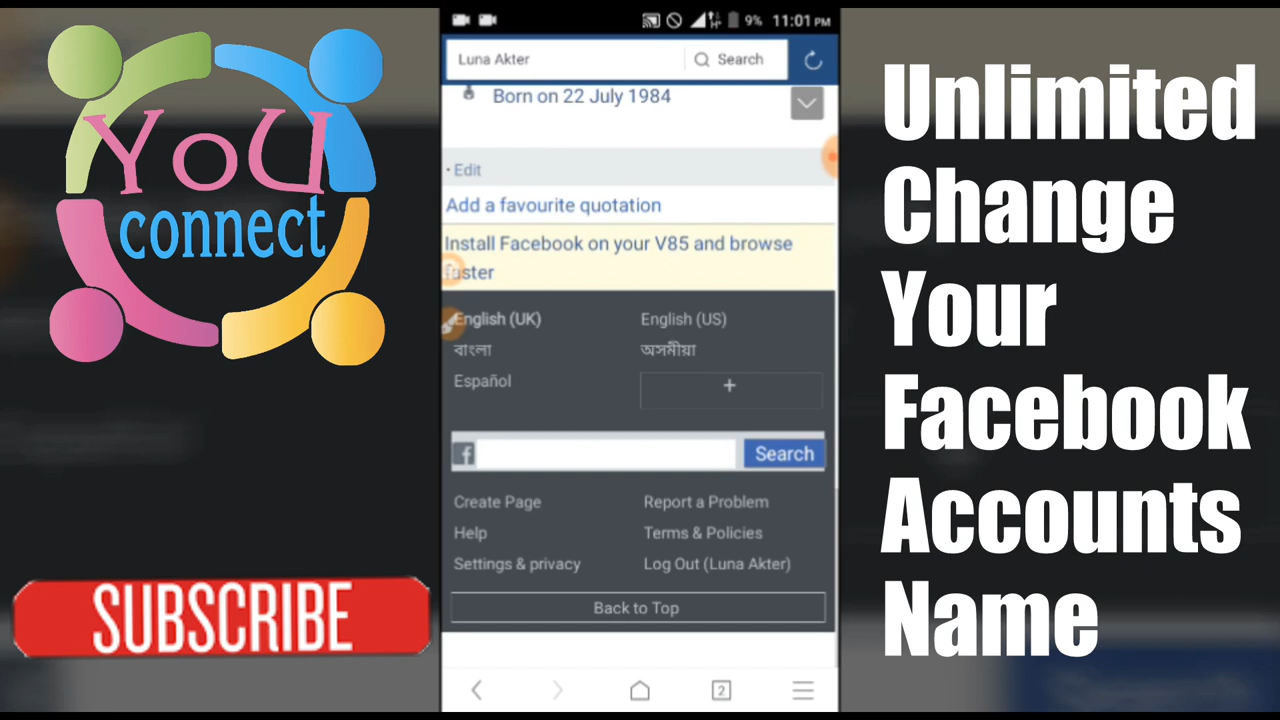 YoU
connect
SUBSCRIBE
9% 11:01 PM
Luna Akter
Search
Born on 22 July 1984
· Edit
Add a favourite quotation
Install Facebook on your V85 and browse
faster
English (UK)
English (US)
বাংলা
অসমীয়া
Español
+
f
Search
Create Page
Report a Problem
Help
Terms & Policies
Settings & privacy
Log Out (Luna Akter)
Back to Top
2
Unlimited
Change
Your
Facebook
Accounts
Name